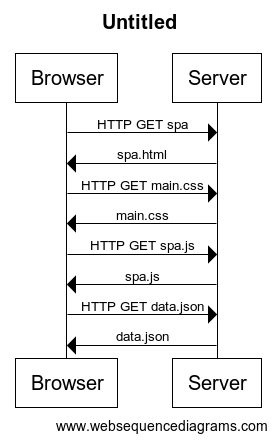 Untitled
Browser Server
HTTP GET spa
spa.html
HTTP GET main.css
main.css
HTTP GET spa.js
spa.js
HTTP GET data.json
data.json
Browser Server
www.websequencediagrams.com